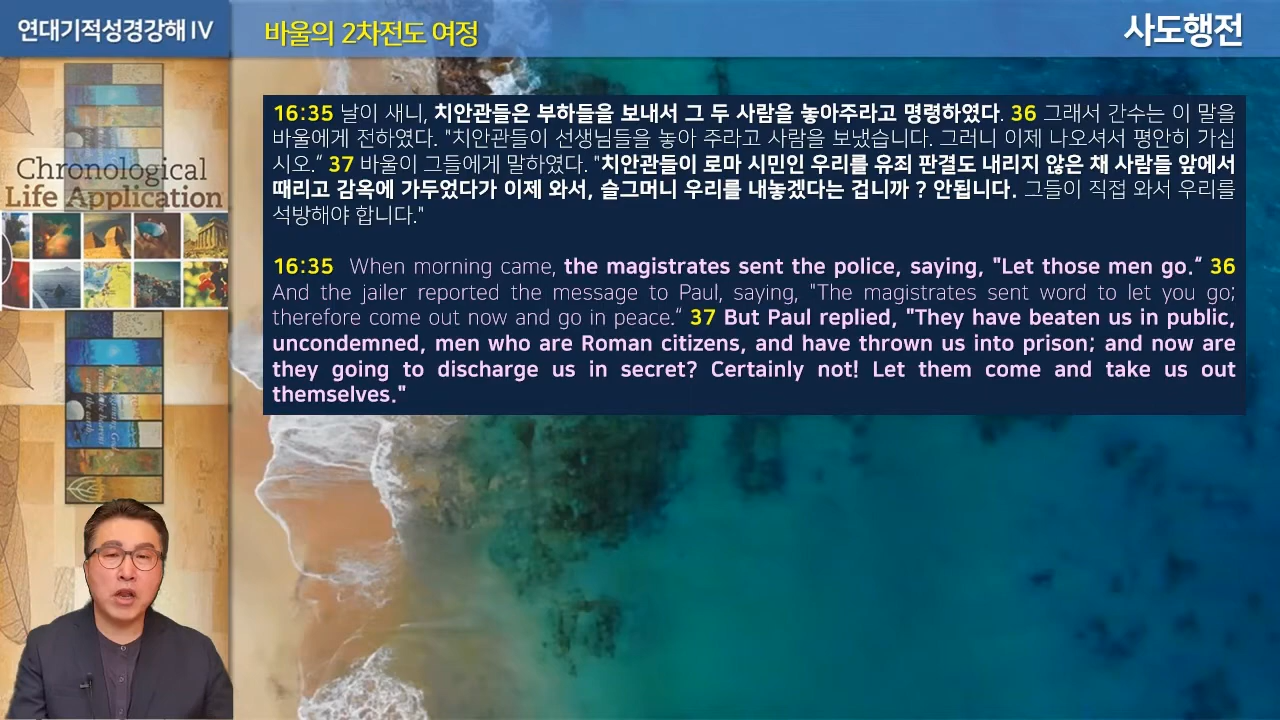 연대기적성경강해 IV
바울의 2차전도 여정
사도행전
Chronological
Life Application
16:35 날이 새니, 치안관들은 부하들을 보내서 그 두 사람을 놓아주라고 명령하였다. 36 그래서 간수는 이 말을
바울에게 전하였다. "치안관들이 선생님들을 놓아 주라고 사람을 보냈습니다. 그러니 이제 나오셔서 평안히 가십
시오.“ 37 바울이 그들에게 말하였다. "치안관들이 로마 시민인 우리를 유죄 판결도 내리지 않은 채 사람들 앞에서
때리고 감옥에 가두었다가 이제 와서, 슬그머니 우리를 내놓겠다는 겁니까 ? 안됩니다. 그들이 직접 와서 우리를
석방해야 합니다."
16:35 When morning came, the magistrates sent the police, saying, "Let those men go.“ 36
And the jailer reported the message to Paul, saying, "The magistrates sent word to let you go;
therefore come out now and go in peace.“ 37 But Paul replied, "They have beaten us in public,
uncondemned, men who are Roman citizens, and have thrown us into prison; and now are
they going to discharge us in secret? Certainly not! Let them come and take us out
themselves."